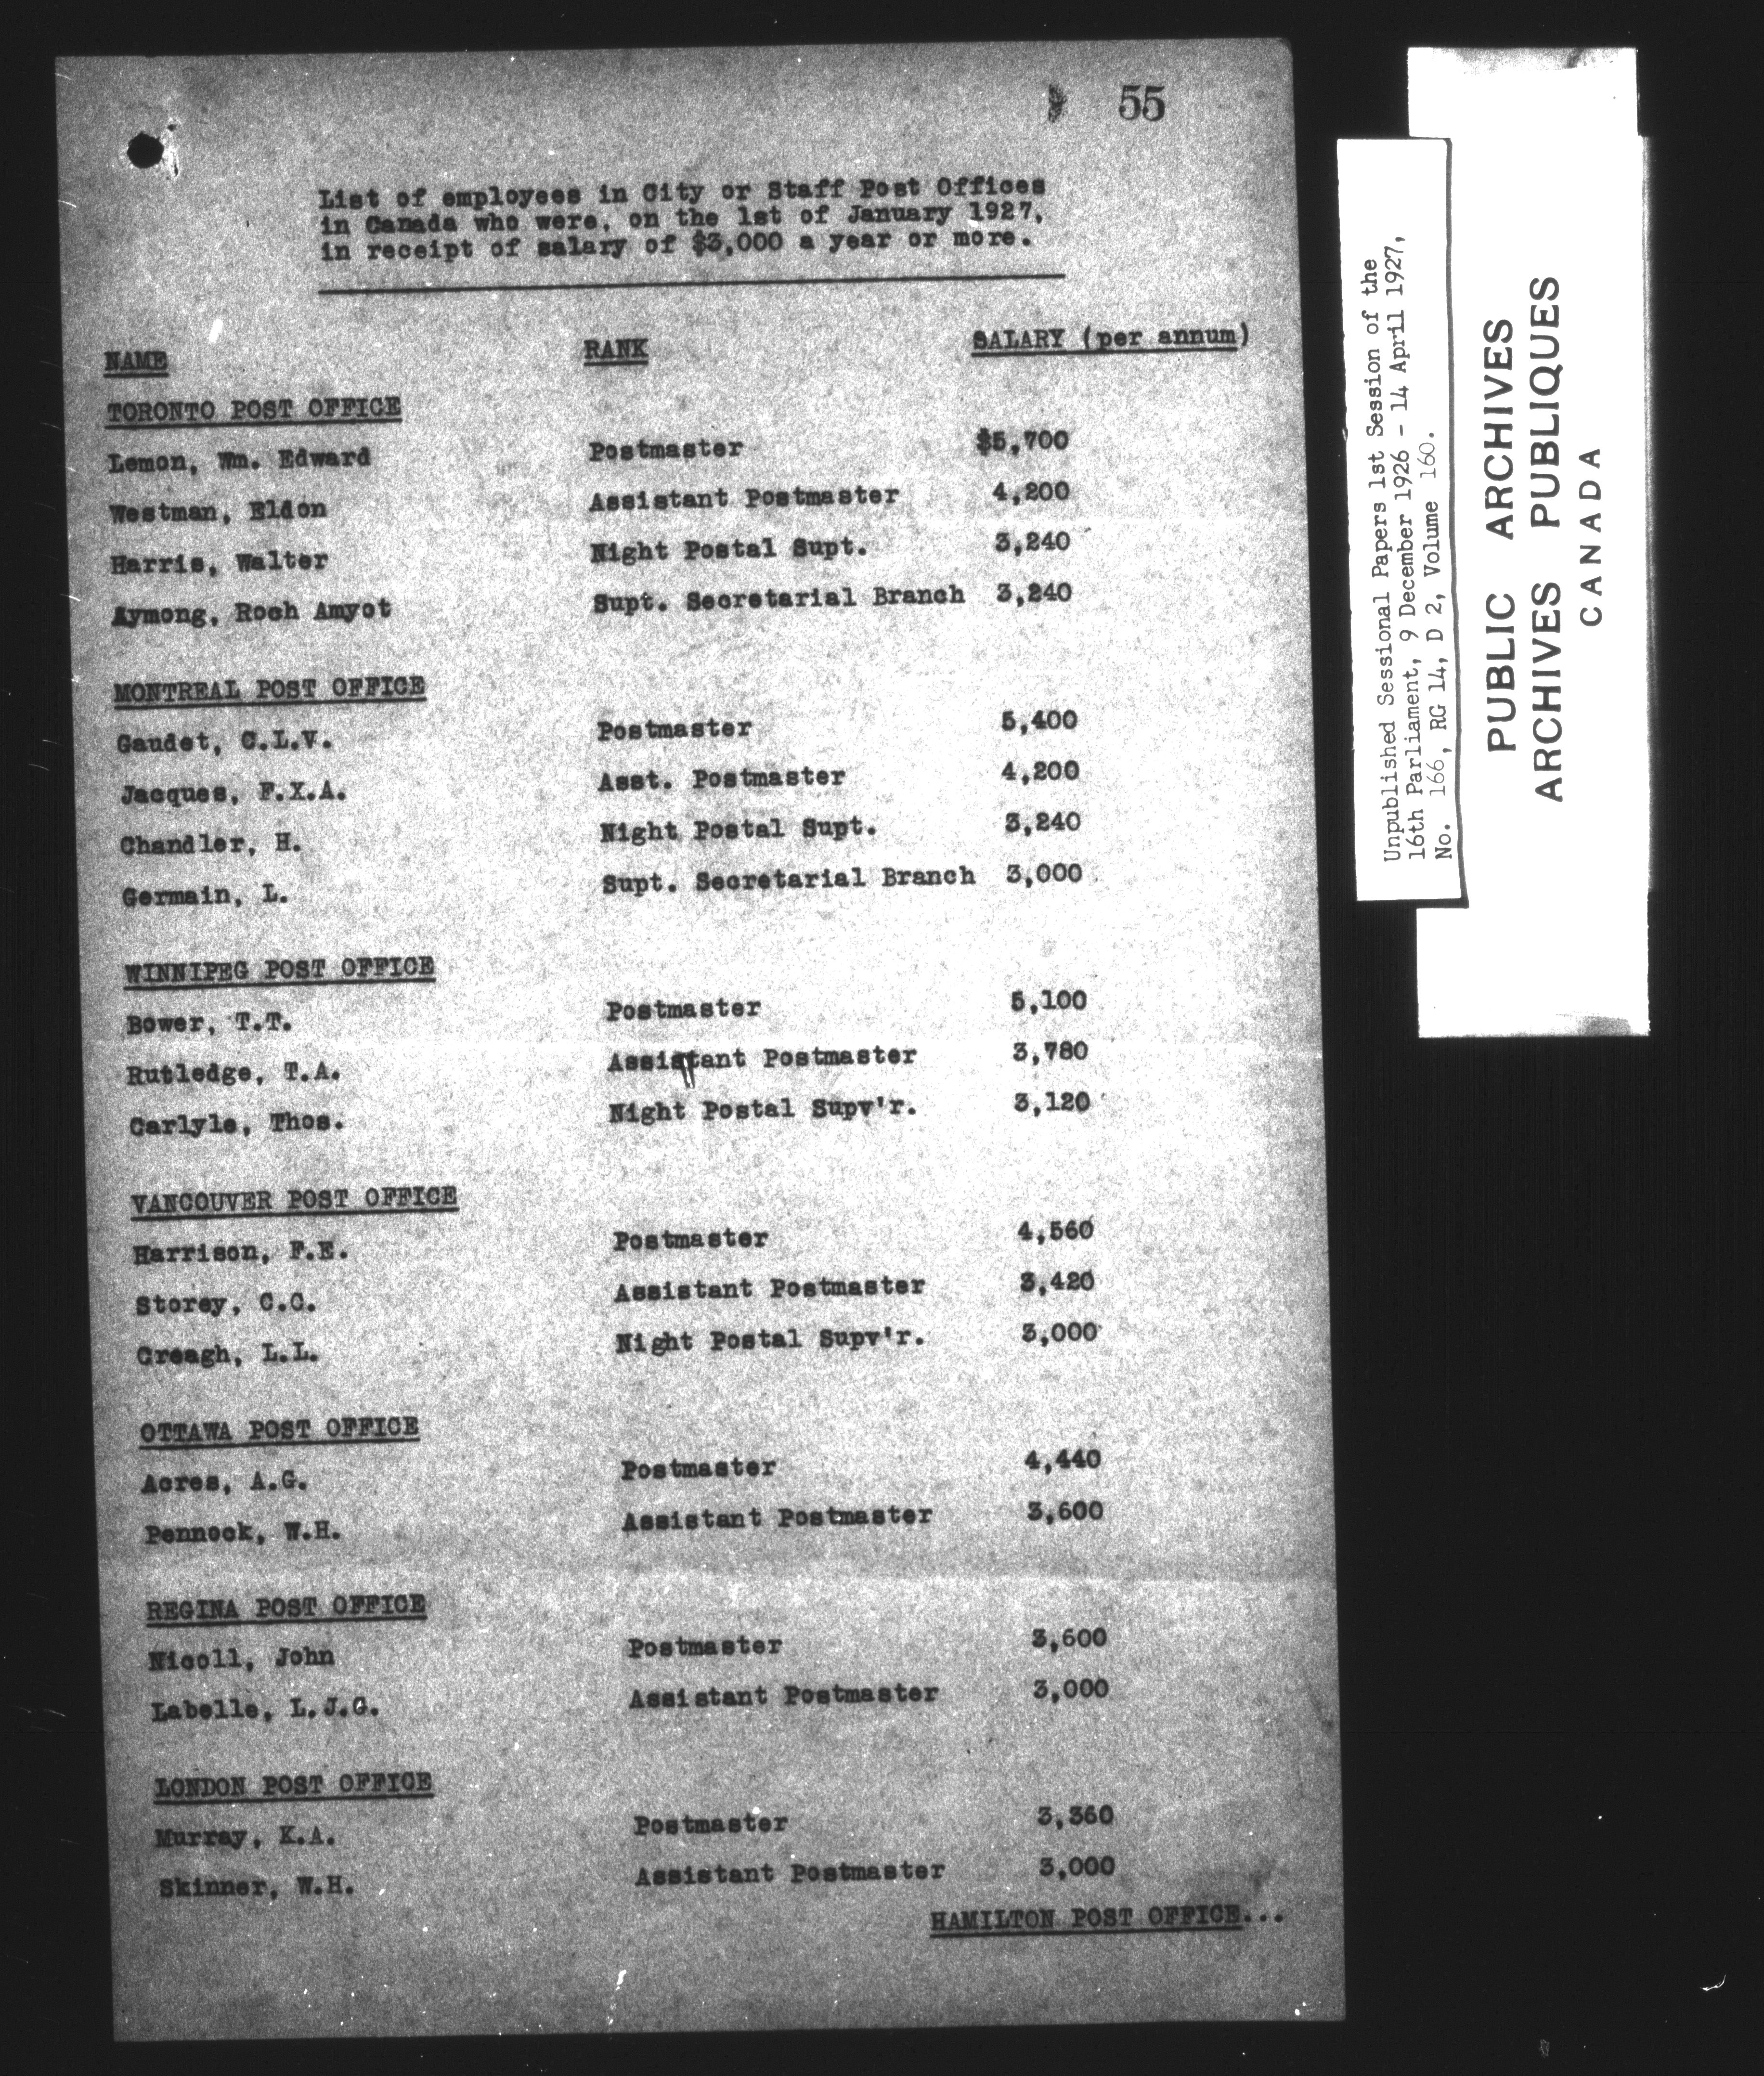 55
List of employees in City or Staff Post Offices
in Canada who were, on the 1st of January 1927,
in receipt of salary of $3,000 a year or more.
NAME RANK SALARY (per annum)
TORONTO POST OFFICE
Lemon, Wm. Edward Postmaster $5,700
Westman, Eldon Assistant Postmaster 4,200
Harris, Walter Night Postal Supt. 3,240
Aymong, Roch Amyot Supt. Secretarial Branch 3,240
MONTREAL POST OFFICE
Gaudet, C.L.V. Postmaster 5,400
Jacques, F.X.A. Asst. Postmaster 4,200
Chandler, H. Night Postal Supt. 3,240
Germain, L. Supt. Secretarial Branch 3,000
WINNIPEG POST OFFICE
Bower, T.T. Postmaster 5,100
Rutledge, T.A. Assistant Postmaster 3,780
Carlyle, Thos. Night Postal Supv'r. 3,120
VANCOUVER POST OFFICE
Harrison, F.E. Postmaster 4,560
Storey, C.C. Assistant Postmaster 3,420
Creagh, L.L. Night Postal Supv'r. 3,000
OTTAWA POST OFFICE
Acres, A.G. Postmaster 4,440
Pennock, W.H. Assistant Postmaster 3,600
REGINA POST OFFICE
Nicoll, John Postmaster 3,600
Labelle, L.J.G. Assistant Postmaster 3,000
LONDON POST OFFICE
Murray, K.A. Postmaster 3,360
Skinner, W.H. Assistant Postmaster 3,000
HAMILTON POST OFFICE...
Unpublished Sessional Papers 1st Session of the
16th Parliament, 9 December 1926 - 14 April 1927,
No. 166, RG 14, D 2, Volume 160.
PUBLIC ARCHIVES
ARCHIVES PUBLIQUES
CANADA